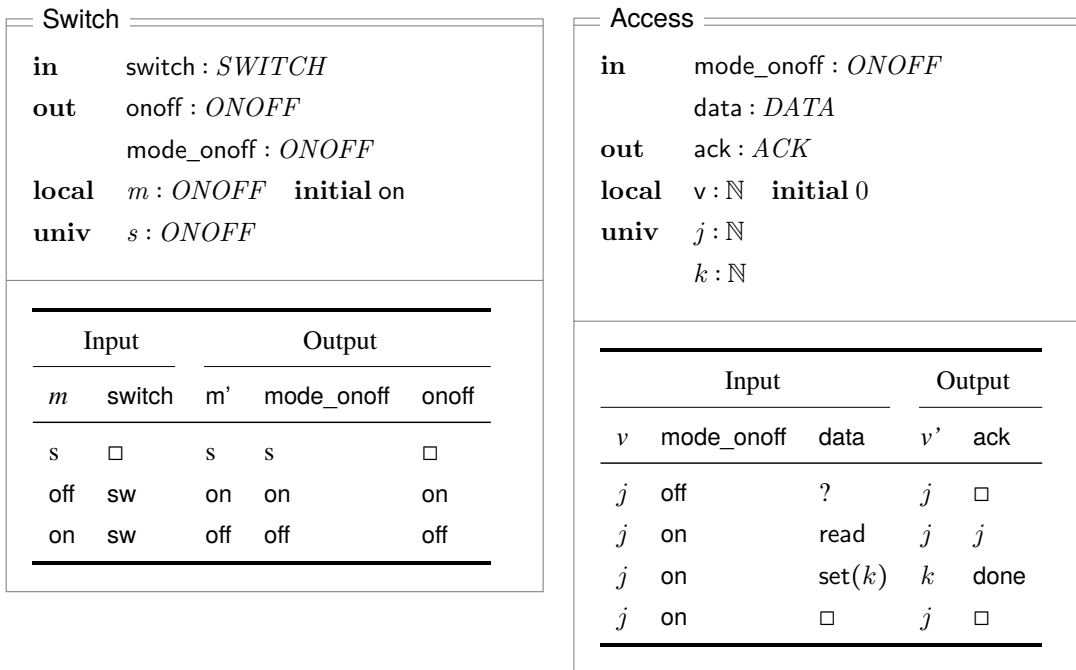 Switch
in switch : SWITCH
out onoff : ONOFF
mode_onoff : ONOFF
local m : ONOFF initial on
univ s : ONOFF
Input Output
m switch m' mode_onoff onoff
s □ s s □
off sw on on on
on sw off off off
Access
in mode_onoff : ONOFF
data : DATA
out ack : ACK
local v : ℕ initial 0
univ j : ℕ
k : ℕ
Input Output
v mode_onoff data v' ack
j off ? j □
j on read j j
j on set(k) k done
j on □ j □